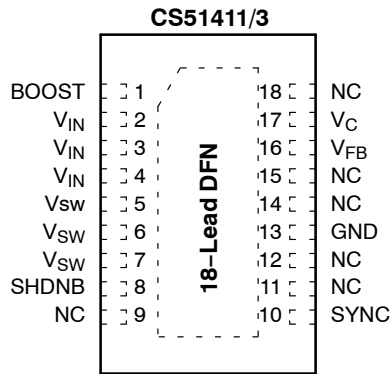 CS51411/3
BOOST 1 18 NC
VIN 2 17 VC
VIN 3 16 VFB
VIN 4 15 NC
Vsw 5 14 NC
VSW 6 13 GND
VSW 7 12 NC
SHDNB 8 11 NC
NC 9 10 SYNC
18-Lead DFN